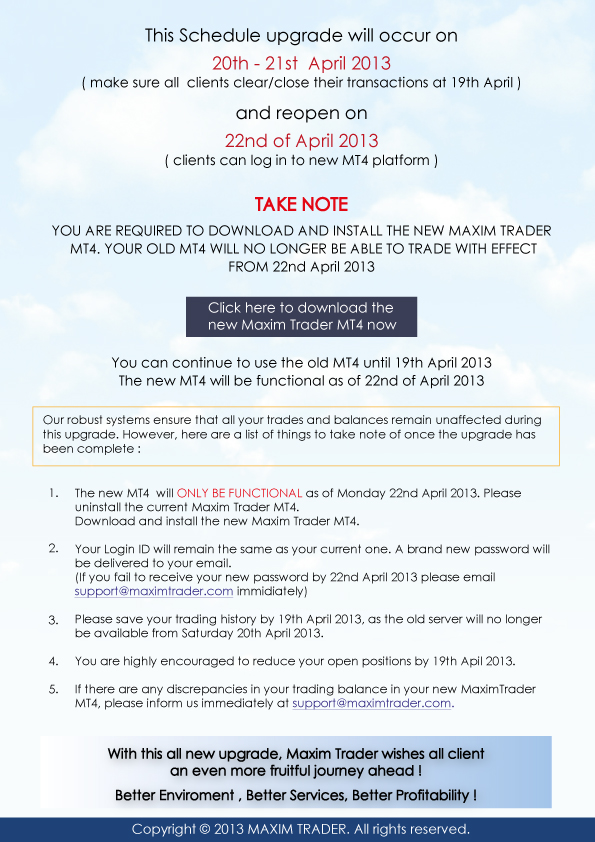 This Schedule upgrade will occur on
20th - 21st April 2013
( make sure all clients clear/close their transactions at 19th April )
and reopen on
22nd of April 2013
( clients can log in to new MT4 platform )
TAKE NOTE
YOU ARE REQUIRED TO DOWNLOAD AND INSTALL THE NEW MAXIM TRADER
MT4. YOUR OLD MT4 WILL NO LONGER BE ABLE TO TRADE WITH EFFECT
FROM 22nd April 2013
Click here to download the
new Maxim Trader MT4 now
You can continue to use the old MT4 until 19th April 2013
The new MT4 will be functional as of 22nd of April 2013
Our robust systems ensure that all your trades and balances remain unaffected during
this upgrade. However, here are a list of things to take note of once the upgrade has
been complete :
1. The new MT4 will ONLY BE FUNCTIONAL as of Monday 22nd April 2013. Please
uninstall the current Maxim Trader MT4.
Download and install the new Maxim Trader MT4.
2. Your Login ID will remain the same as your current one. A brand new password will
be delivered to your email.
(If you fail to receive your new password by 22nd April 2013 please email
support@maximtrader.com immidiately)
3. Please save your trading history by 19th April 2013, as the old server will no longer
be available from Saturday 20th April 2013.
4. You are highly encouraged to reduce your open positions by 19th Apil 2013.
5. If there are any discrepancies in your trading balance in your new MaximTrader
MT4, please inform us immediately at support@maximtrader.com.
With this all new upgrade, Maxim Trader wishes all client
an even more fruitful journey ahead !
Better Enviroment , Better Services, Better Profitability !
Copyright © 2013 MAXIM TRADER. All rights reserved.